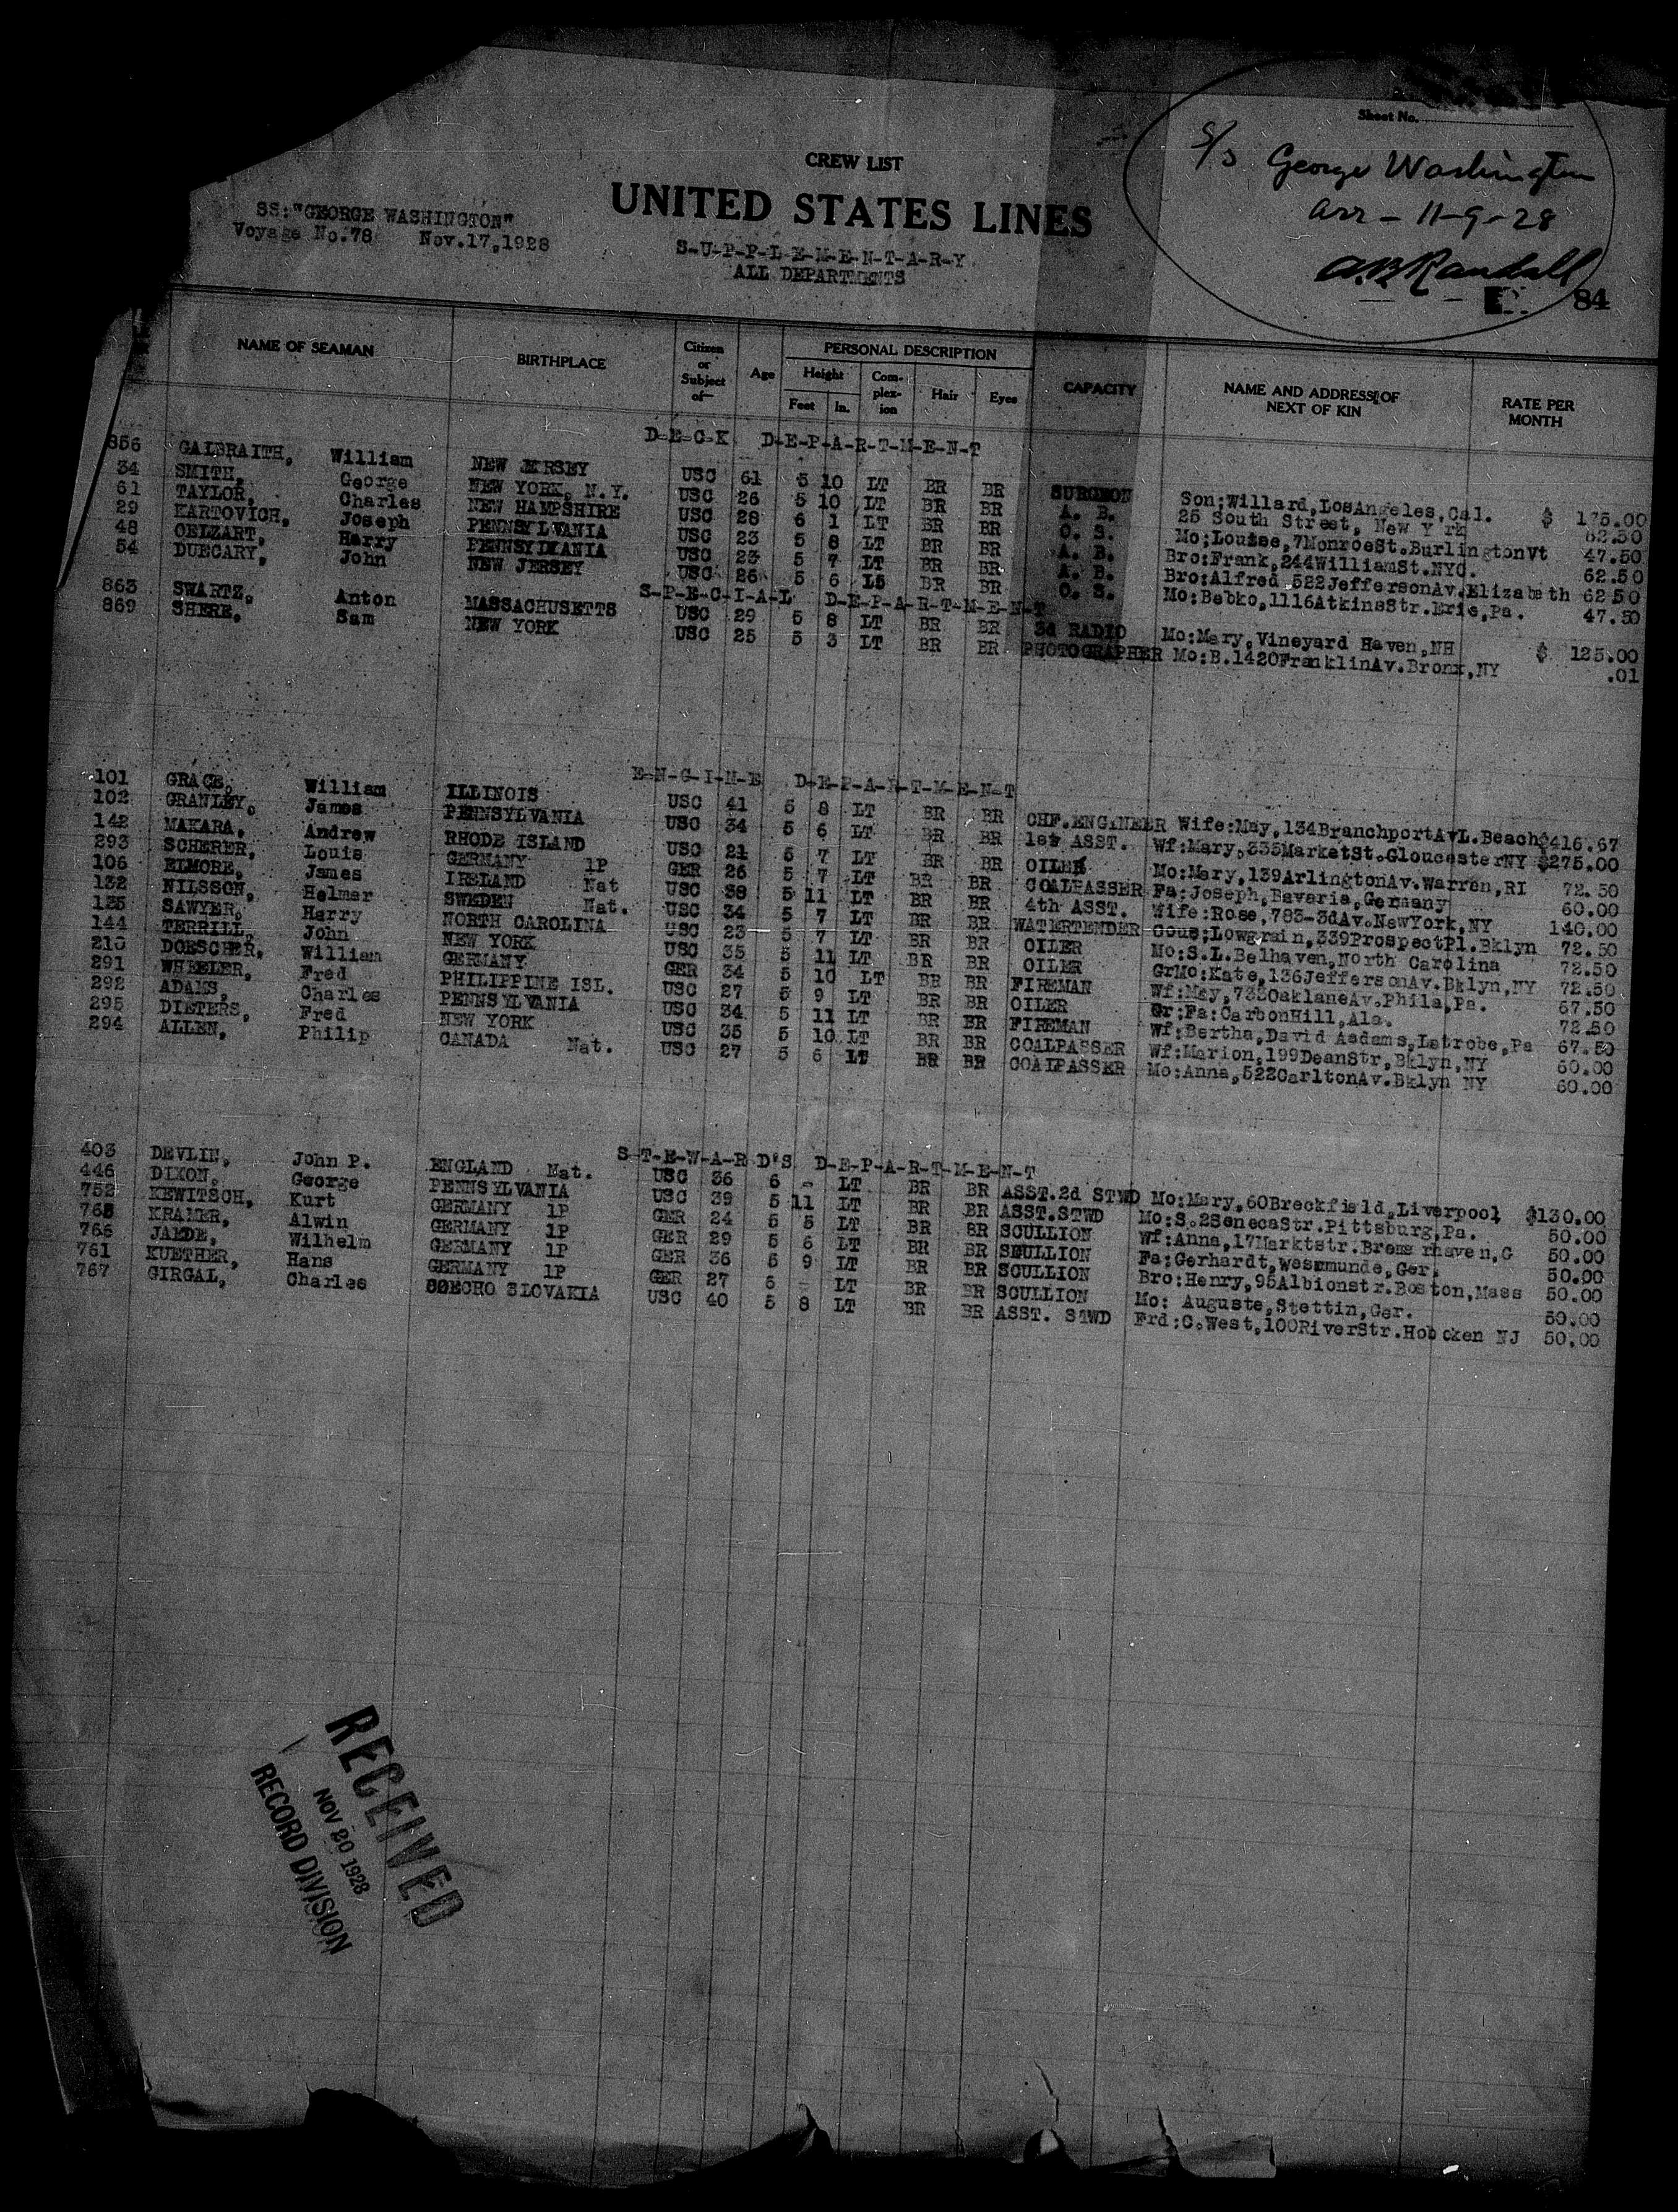 Sheet No.
S/S George Washington
arr - 11-9-28
A.B. Randall
84
CREW LIST
UNITED STATES LINES
SS:"GEORGE WASHINGTON"
Voyage No.78 Nov.17,1928
S-U-P-P-L-E-M-E-N-T-A-R-Y
ALL DEPARTMENTS
NAME OF SEAMAN BIRTHPLACE Citizen or Subject of— Age PERSONAL DESCRIPTION Height Feet In. Complexion Hair Eyes CAPACITY NAME AND ADDRESS OF NEXT OF KIN RATE PER MONTH
D-E-C-K D-E-P-A-R-T-M-E-N-T
856 GALBRAITH, William NEW JERSEY USC 61 5 10 LT BR BR SURGEON Son;Willard,LosAngeles,Cal. $ 175.00
34 SMITH, George NEW YORK, N.Y. USC 26 5 10 LT BR BR A. B. 25 South Street, New Y rk 62.50
61 TAYLOR, Charles NEW HAMPSHIRE USC 28 6 1 LT BR BR O. S. Mo;Louise,7MonroeSt.BurlingtonVt 47.50
29 KARTOVICH, Joseph PENNSYLVANIA USC 23 5 8 LT BR BR A. B. Bro:Frank,244WilliamSt.NYC. 62.50
48 OELZART, Harry PENNSYLVANIA USC 23 5 7 LT BR BR A. B. Bro:Alfred 522JeffersonAv.Elizabeth 62.50
54 DUECARY, John NEW JERSEY USC 26 5 6 LT BR BR O. S. Mo:Babko,1116AtkinsStr.Erie,Pa. 47.50
S-P-E-C-I-A-L D-E-P-A-R-T-M-E-N-T
863 SWARTZ, Anton MASSACHUSETTS USC 29 5 8 LT BR BR 3d RADIO Mo:Mary,Vineyard Haven,NH $ 125.00
869 SHERE, Sam NEW YORK USC 25 5 3 LT BR BR PHOTOGRAPHER Mo:B.1420FranklinAv.Bronx,NY .01
E-N-G-I-N-E D-E-P-A-R-T-M-E-N-T
101 GRACE, William ILLINOIS USC 41 5 8 LT BR BR CHF.ENGINEER Wife:May,134BranchportAvL.Beach$416.67
102 GRANLEY, James PENNSYLVANIA USC 34 5 6 LT BR BR 1st ASST. Wf:Mary,335MarketSt.GloucesterNY $275.00
142 MAKARA, Andrew RHODE ISLAND USC 21 5 7 LT BR BR OILER Mo:Mary,139ArlingtonAv.Warren,RI 72.50
293 SCHERER, Louis GERMANY 1P GER 26 5 7 LT BR BR COALPASSER Fa:Joseph,Bavaria,Germany 60.00
106 ELMORE, James IRELAND Nat USC 38 5 11 LT BR BR 4th ASST. Wife:Rose,783-3dAv.NewYork,NY 140.00
132 NILSSON, Helmar SWEDEN Nat. USC 34 5 7 LT BR BR WATERTENDER Cous;Lowgrain,339ProspectPl.Bklyn 72.50
125 SAWYER, Harry NORTH CAROLINA USC 23 5 7 LT BR BR OILER Mo:S.L.Belhaven,North Carolina 72.50
144 TERRILL, John NEW YORK USC 35 5 11 LT BR BR OILER GrMo:Kate,136JeffersonAv.Bklyn,NY 72.50
210 DOESCHER, William GERMANY GER 34 5 10 LT BR BR FIREMAN Wf:May,733OaklaneAv.Phila,Pa. 67.50
291 WHEELER, Fred PHILIPPINE ISL. USC 27 5 9 LT BR BR OILER Gr:Fa:CarbonHill,Ala. 72.50
292 ADAMS, Charles PENNSYLVANIA USC 34 5 11 LT BR BR FIREMAN Wf:Bertha,David Aadams,Latrobe,Pa 67.50
295 DIETERS, Fred NEW YORK USC 35 5 10 LT BR BR COALPASSER Wf:Marion,199DeanStr,Bklyn,NY 60.00
294 ALLEN, Philip CANADA Nat. USC 27 5 6 LT BR BR COALPASSER Mo:Anna,522CarltonAv.Bklyn NY 60.00
S-T-E-W-A-R-D'S D-E-P-A-R-T-M-E-N-T
403 DEVLIN, John P. ENGLAND Nat. USC 36 6 - LT BR BR ASST.2d STWD Mo:Mary,60Breckfield,Liverpool $130.00
446 DIXON, George PENNSYLVANIA USC 39 5 11 LT BR BR ASST.STWD Mo:S.2SenecaStr.Pittsburg,Pa. 50.00
752 KEWITSCH, Kurt GERMANY 1P GER 24 5 5 LT BR BR SCULLION Wf:Anna,17Marktstr.Breme rhaven,G 50.00
765 KRAMER, Alwin GERMANY 1P GER 29 5 6 LT BR BR SCULLION Fa:Gerhardt,Wesrmunde,Ger. 50.00
766 JAEDE, Wilhelm GERMANY 1P GER 36 5 9 LT BR BR SCULLION Bro:Henry,95Albionstr.Boston,Mass 50.00
761 KUETHER, Hans GERMANY 1P GER 27 6 - LT BR BR SCULLION Mo: Auguste,Stettin,Ger. 50.00
767 GIRGAL, Charles CZECHO SLOVAKIA USC 40 5 8 LT BR BR ASST. STWD Frd:C.West,100RiverStr.Hoboken NJ 50.00
RECEIVED
NOV 20 1928
RECORD DIVISION